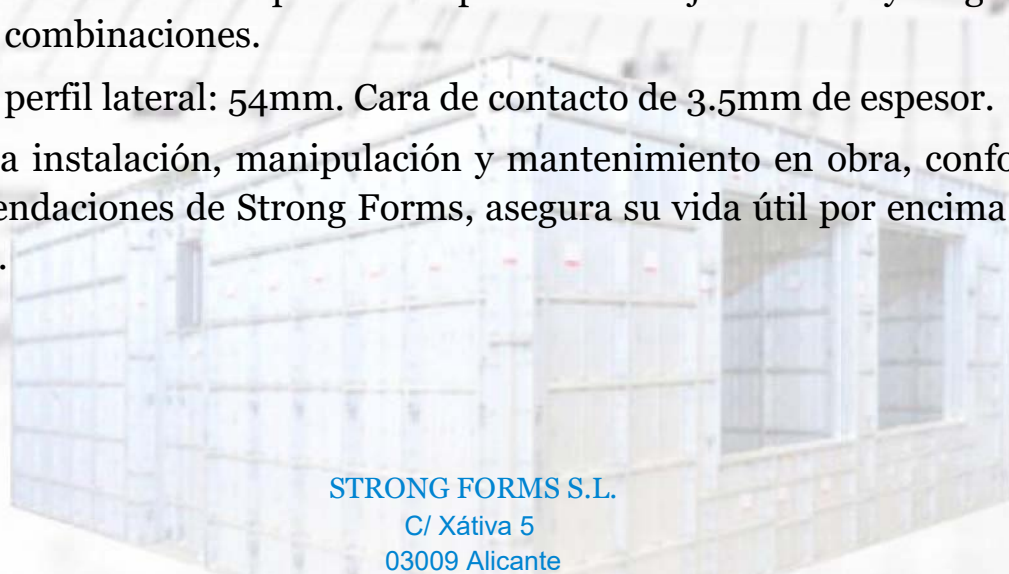 combinaciones.
perfil lateral: 54mm. Cara de contacto de 3.5mm de espesor.
a instalación, manipulación y mantenimiento en obra, confo
endaciones de Strong Forms, asegura su vida útil por encima
.
STRONG FORMS S.L.
C/ Xátiva 5
03009 Alicante